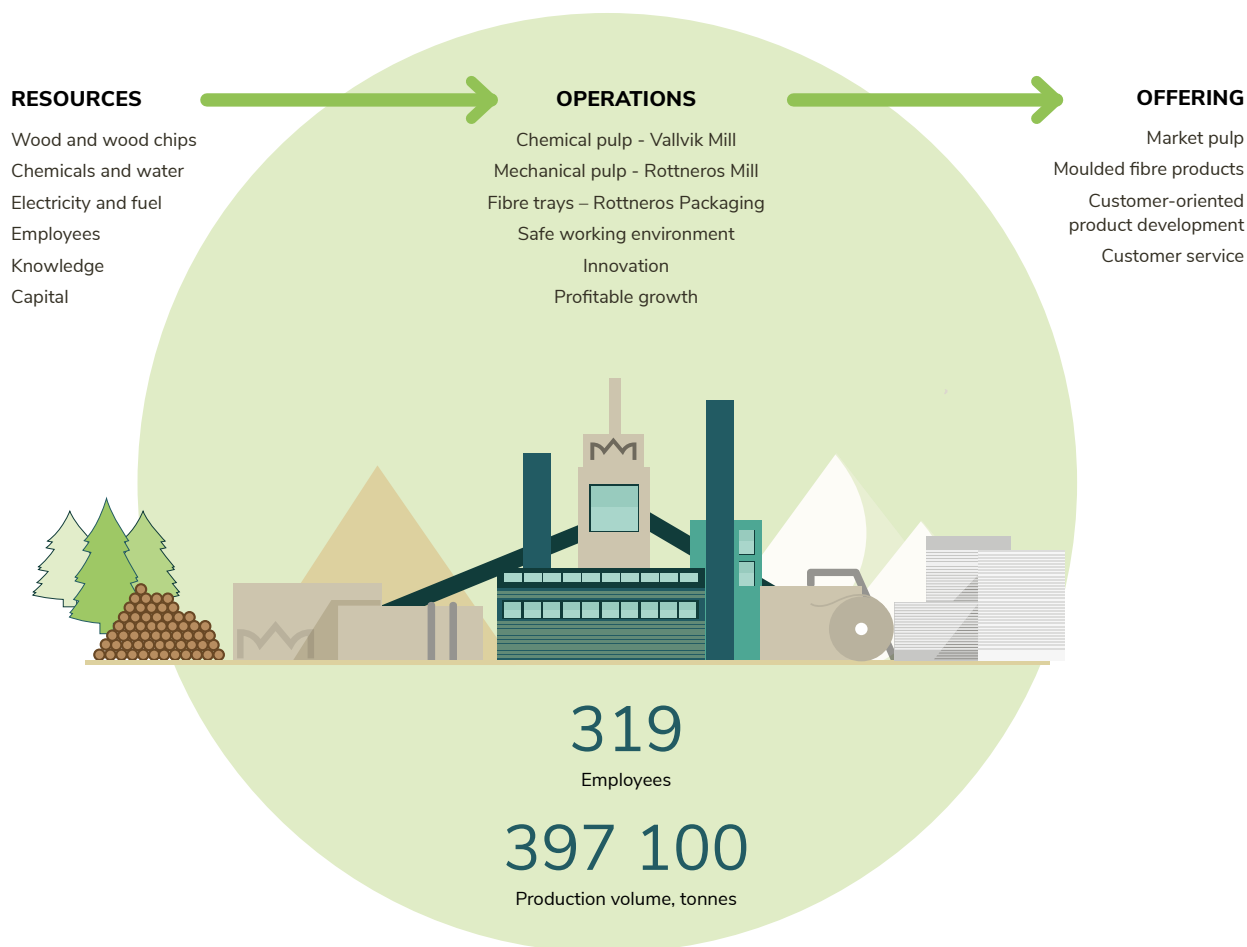 RESOURCES
Wood and wood chips
Chemicals and water
Electricity and fuel
Employees
Knowledge
Capital
OPERATIONS
Chemical pulp - Vallvik Mill
Mechanical pulp - Rottneros Mill
Fibre trays – Rottneros Packaging
Safe working environment
Innovation
Profitable growth
OFFERING
Market pulp
Moulded fibre products
Customer-oriented
product development
Customer service
319
Employees
397 100
Production volume, tonnes